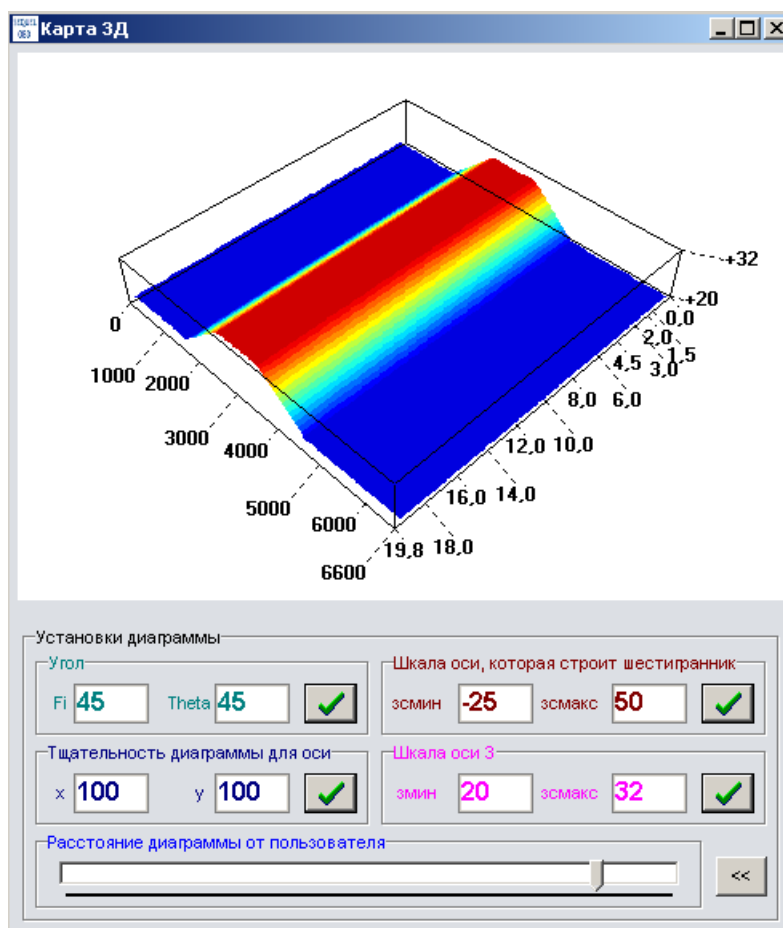 Карта 3Д
+32
+20
0
0,0
1000
2,0
1,5
2000
4,5
3,0
3000
8,0
6,0
4000
12,0
10,0
5000
16,0
14,0
6000
19,8
18,0
6600
Установки диаграммы
Угол
Fi 45 Theta 45
Шкала оси, которая строит шестигранник
зсмин -25 зсмакс 50
Тщательность диаграммы для оси
x 100 y 100
Шкала оси З
змин 20 зсмакс 32
Расстояние диаграммы от пользователя
<<